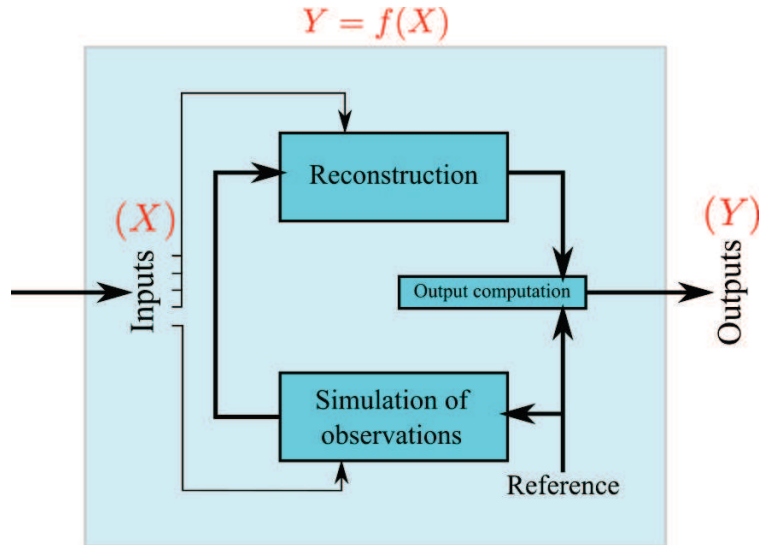 Y = f(X)
Reconstruction
(X)
Inputs
(Y)
Outputs
Output computation
Simulation of
observations
Reference